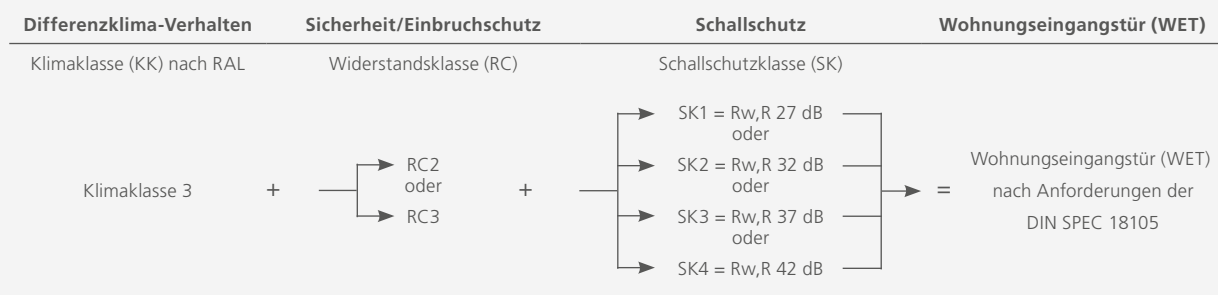 Differenzklima-Verhalten Sicherheit/Einbruchschutz Schallschutz Wohnungseingangstür (WET)
Klimaklasse (KK) nach RAL Widerstandsklasse (RC) Schallschutzklasse (SK)
Klimaklasse 3
+
RC2
oder
RC3
+
SK1 = Rw,R 27 dB
oder
SK2 = Rw,R 32 dB
oder
SK3 = Rw,R 37 dB
oder
SK4 = Rw,R 42 dB
=
Wohnungseingangstür (WET)
nach Anforderungen der
DIN SPEC 18105